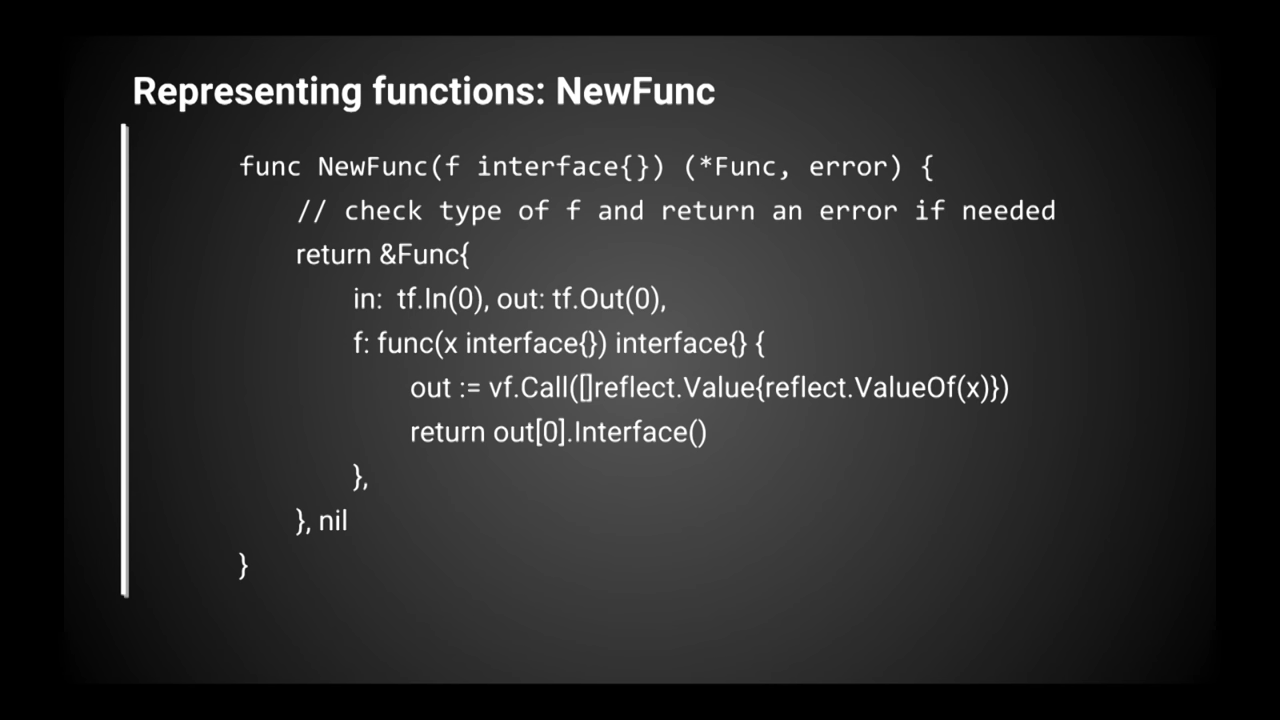 Representing functions: NewFunc
func NewFunc(f interface{}) (*Func, error) {
// check type of f and return an error if needed
return &Func{
in: tf.In(0), out: tf.Out(0),
f: func(x interface{}) interface{} {
out := vf.Call([]reflect.Value{reflect.ValueOf(x)})
return out[0].Interface()
},
}, nil
}